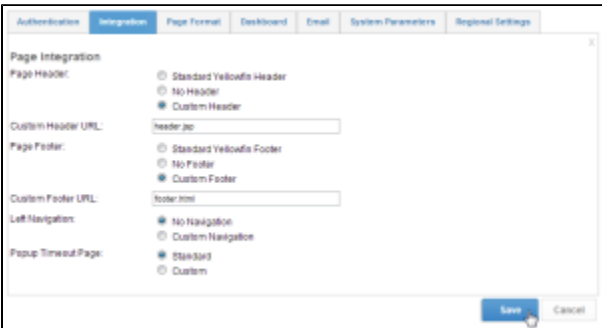 Authentication Integration Page Format Dashboard Email System Parameters Regional Settings
x
Page Integration
Page Header: Standard Yellowfin Header
No Header
Custom Header
Custom Header URL: header.jsp
Page Footer: Standard Yellowfin Footer
No Footer
Custom Footer
Custom Footer URL: footer.html
Left Navigation: No Navigation
Custom Navigation
Popup Timeout Page: Standard
Custom
Save Cancel